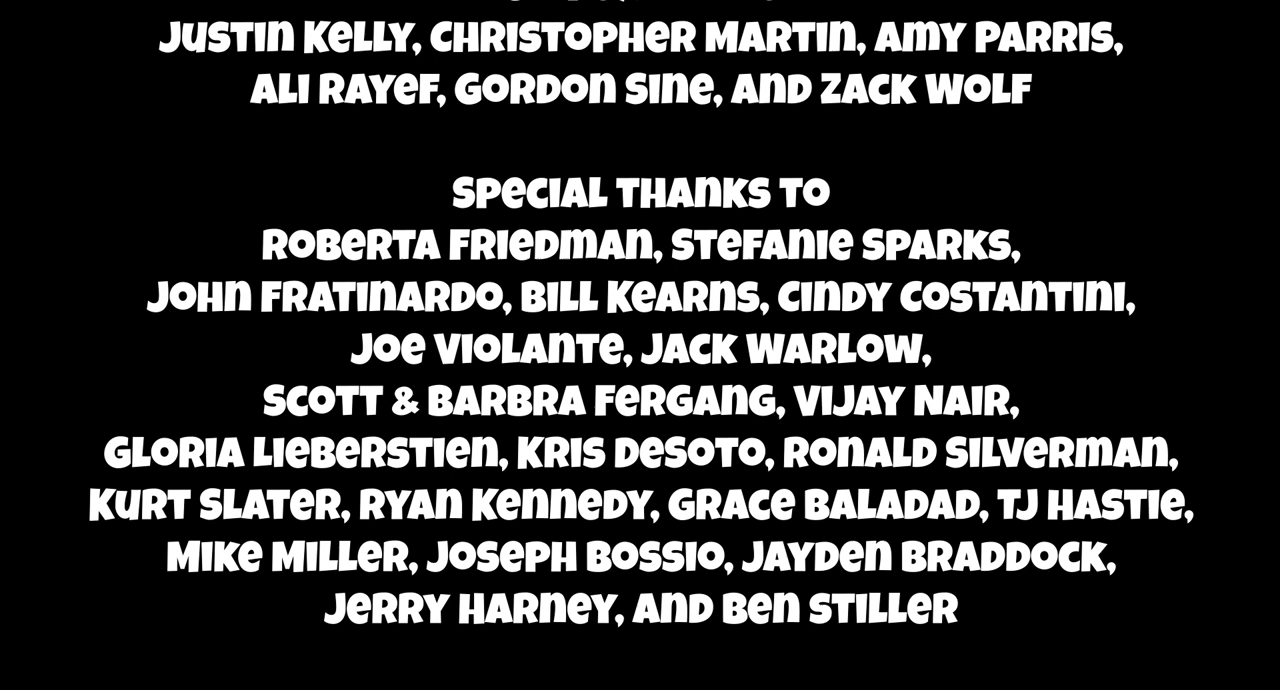 Justin Kelly, Christopher Martin, Amy Parris,
Ali Rayef, Gordon Sine, and Zack Wolf
Special Thanks to
Roberta Friedman, Stefanie Sparks,
John Fratinardo, Bill Kearns, Cindy Costantini,
Joe Violante, Jack Warlow,
Scott & Barbra Fergang, Vijay Nair,
Gloria Lieberstien, Kris DeSoto, Ronald Silverman,
Kurt Slater, Ryan Kennedy, Grace Baladad, TJ Hastie,
Mike Miller, Joseph Bossio, Jayden Braddock,
Jerry Harney, and Ben Stiller